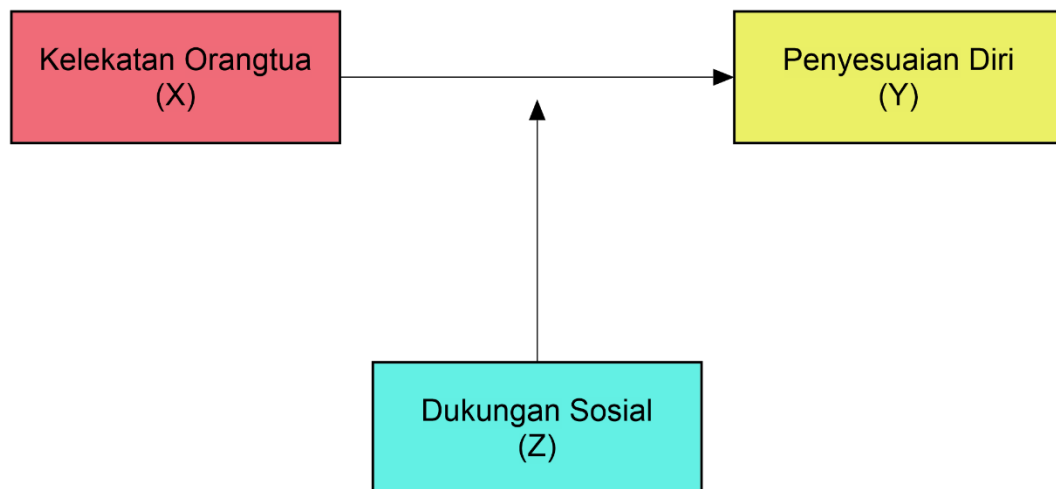 Kelekatan Orangtua
(X)
Penyesuaian Diri
(Y)
Dukungan Sosial
(Z)